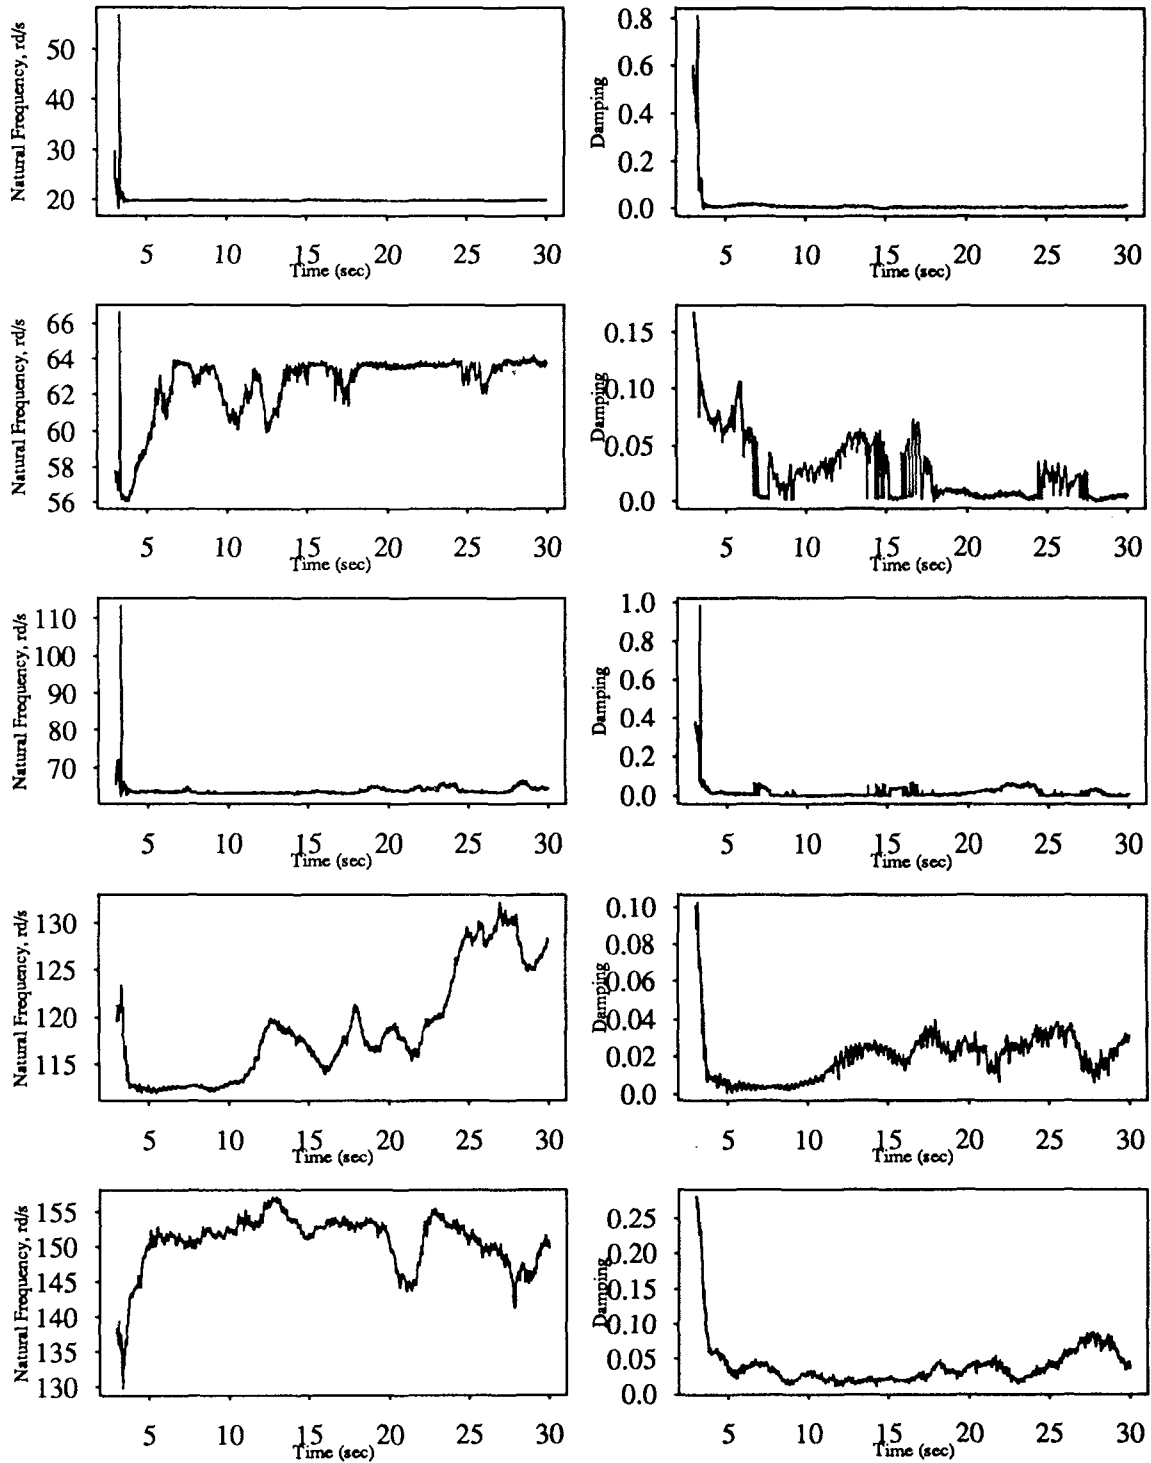 Natural Frequency, rd/s
50
40
30
20
5 10 15 20 25 30
Time (sec)
Damping
0.8
0.6
0.4
0.2
0.0
5 10 15 20 25 30
Time (sec)
Natural Frequency, rd/s
66
64
62
60
58
56
5 10 15 20 25 30
Time (sec)
Damping
0.15
0.10
0.05
0.0
5 10 15 20 25 30
Time (sec)
Natural Frequency, rd/s
110
100
90
80
70
5 10 15 20 25 30
Time (sec)
Damping
1.0
0.8
0.6
0.4
0.2
0.0
5 10 15 20 25 30
Time (sec)
Natural Frequency, rd/s
130
125
120
115
5 10 15 20 25 30
Time (sec)
Damping
0.10
0.08
0.06
0.04
0.02
0.0
5 10 15 20 25 30
Time (sec)
Natural Frequency, rd/s
155
150
145
140
135
130
5 10 15 20 25 30
Time (sec)
Damping
0.25
0.20
0.15
0.10
0.05
0.0
5 10 15 20 25 30
Time (sec)